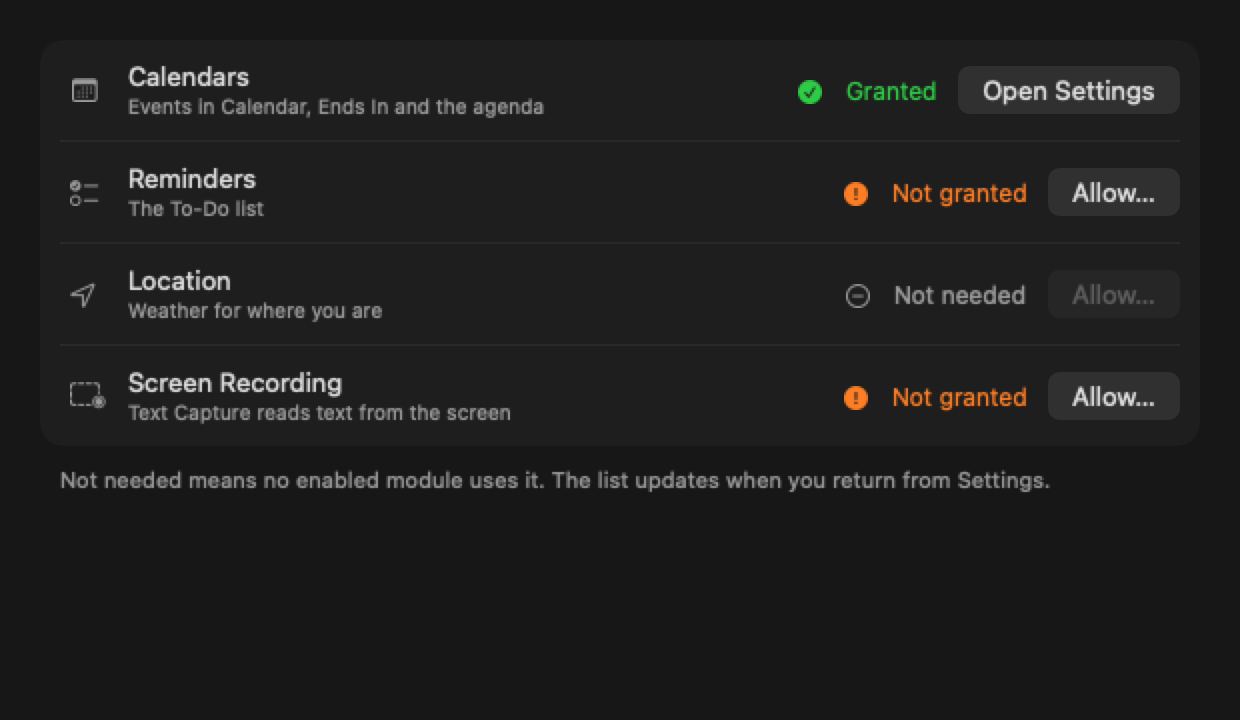 Calendars
Events in Calendar, Ends In and the agenda
Granted
Open Settings
Reminders
The To-Do list
Not granted
Allow...
Location
Weather for where you are
Not needed
Allow...
Screen Recording
Text Capture reads text from the screen
Not granted
Allow...
Not needed means no enabled module uses it. The list updates when you return from Settings.